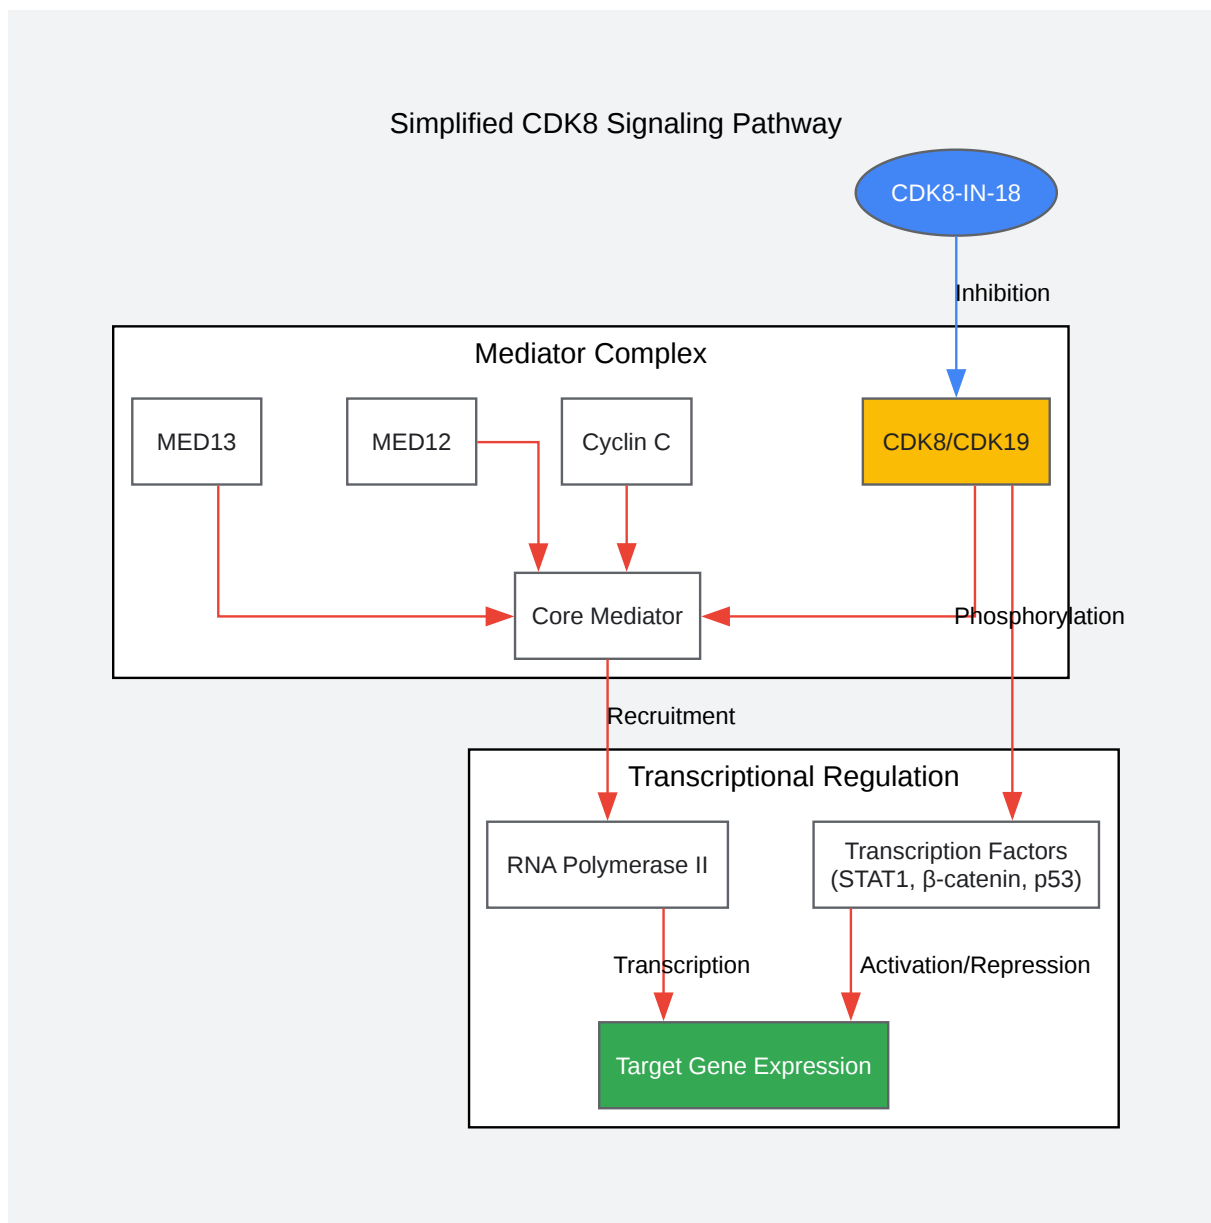 Simplified CDK8 Signaling Pathway
CDK8-IN-18
Inhibition
Mediator Complex
MED13
MED12
Cyclin C
CDK8/CDK19
Core Mediator
Phosphorylation
Recruitment
Transcriptional Regulation
RNA Polymerase II
Transcription Factors
(STAT1, β-catenin, p53)
Transcription
Activation/Repression
Target Gene Expression